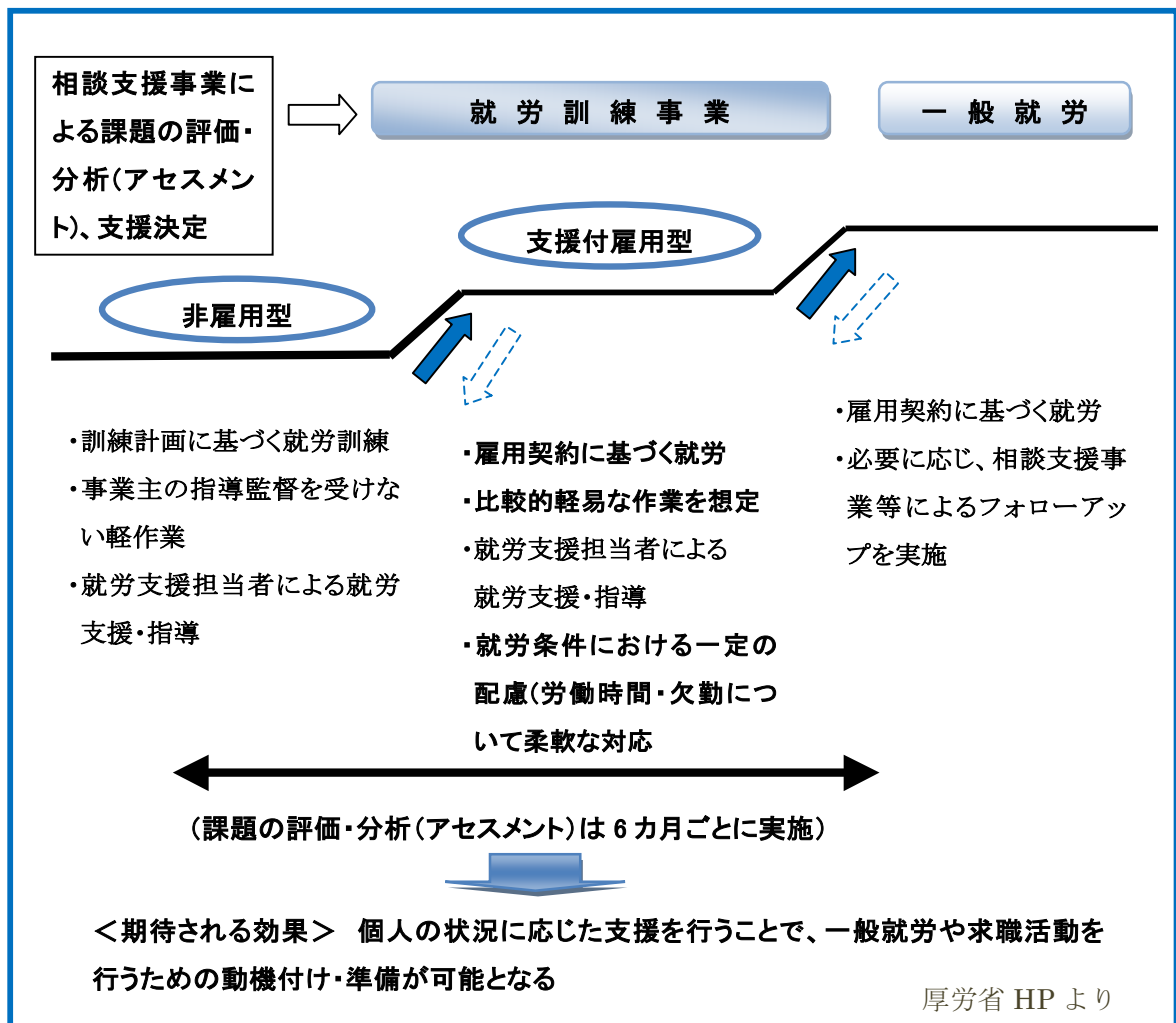 相談支援事業に
よる課題の評価・
分析(アセスメン
ト)、支援決定
就労訓練事業
一般就労
支援付雇用型
非雇用型
・訓練計画に基づく就労訓練
・事業主の指導監督を受けな
い軽作業
・就労支援担当者による就労
支援・指導
・雇用契約に基づく就労
・比較的軽易な作業を想定
・就労支援担当者による
就労支援・指導
・就労条件における一定の
配慮(労働時間・欠勤につ
いて柔軟な対応
・雇用契約に基づく就労
・必要に応じ、相談支援事
業等によるフォローアッ
プを実施
(課題の評価・分析(アセスメント)は 6 カ月ごとに実施)
＜期待される効果＞ 個人の状況に応じた支援を行うことで、一般就労や求職活動を
行うための動機付け・準備が可能となる
厚労省 HP より